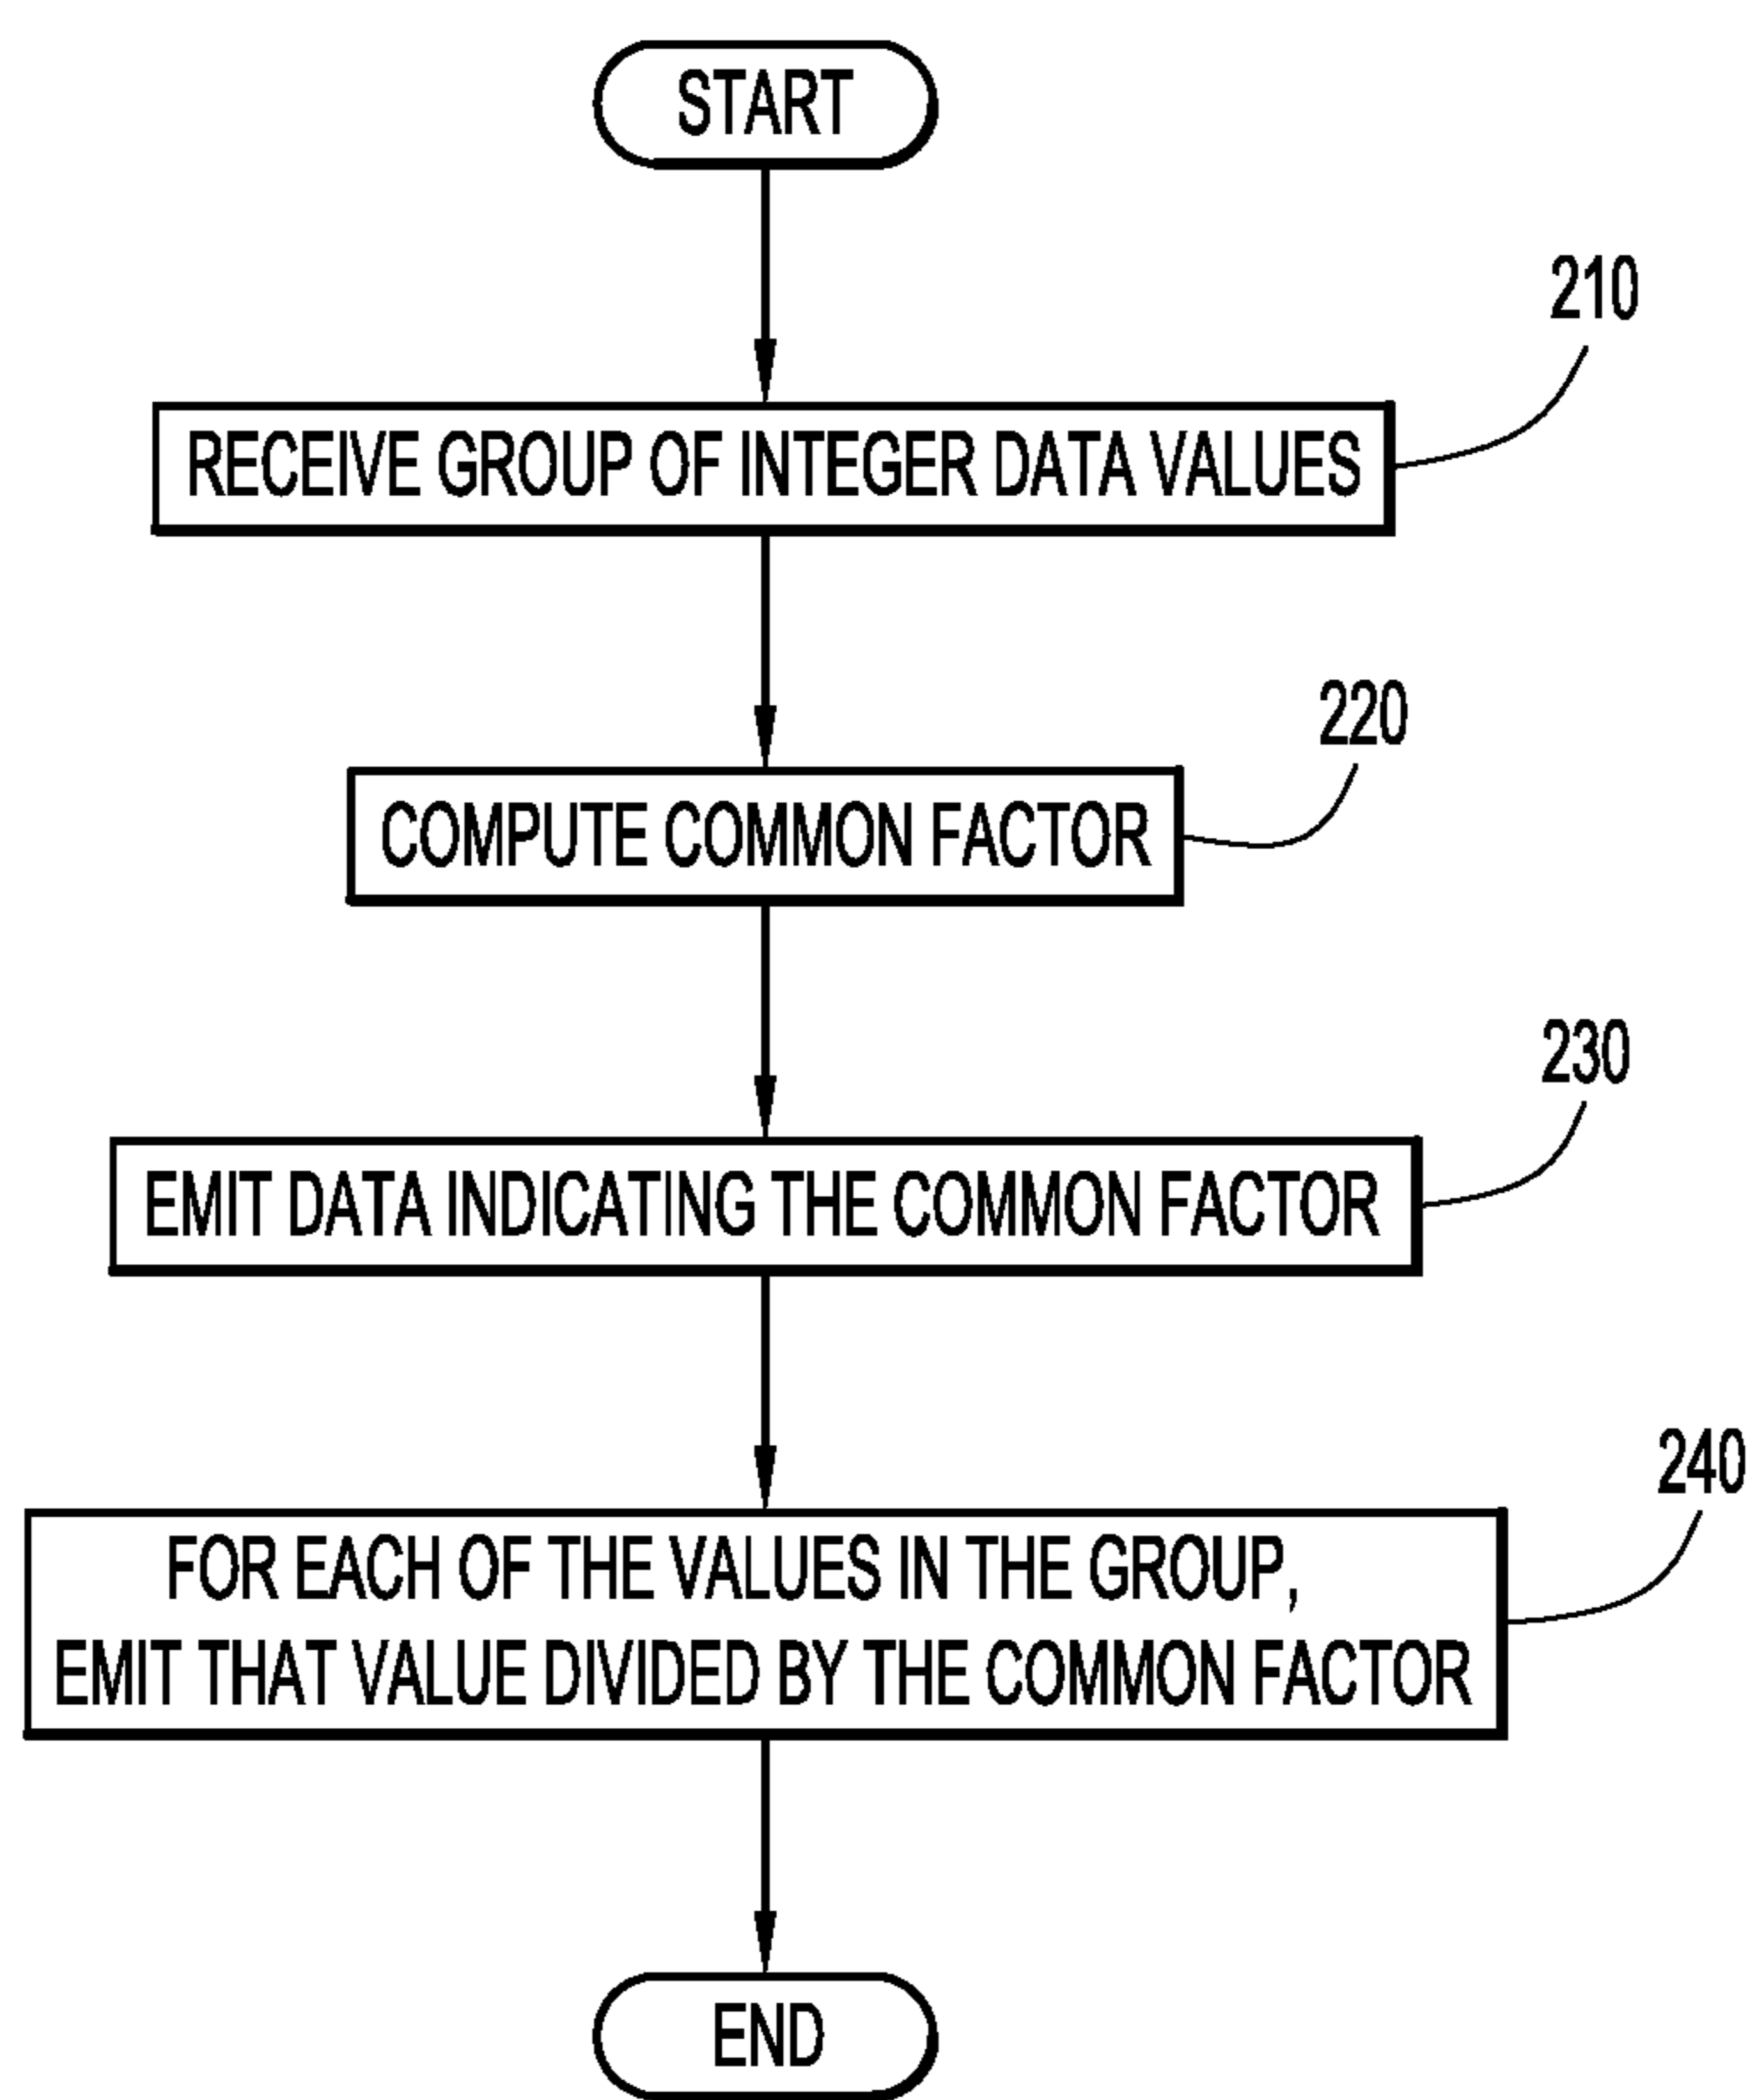 START
210
RECEIVE GROUP OF INTEGER DATA VALUES
220
COMPUTE COMMON FACTOR
230
EMIT DATA INDICATING THE COMMON FACTOR
240
FOR EACH OF THE VALUES IN THE GROUP,
EMIT THAT VALUE DIVIDED BY THE COMMON FACTOR
END